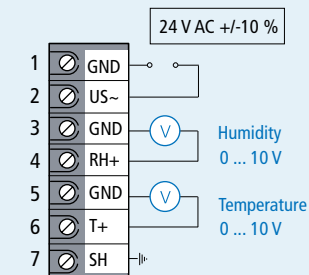 24 V AC +/-10 %
1 GND
2 US~
3 GND
V
Humidity
4 RH+
0 ... 10 V
5 GND
V
Temperature
6 T+
0 ... 10 V
7 SH